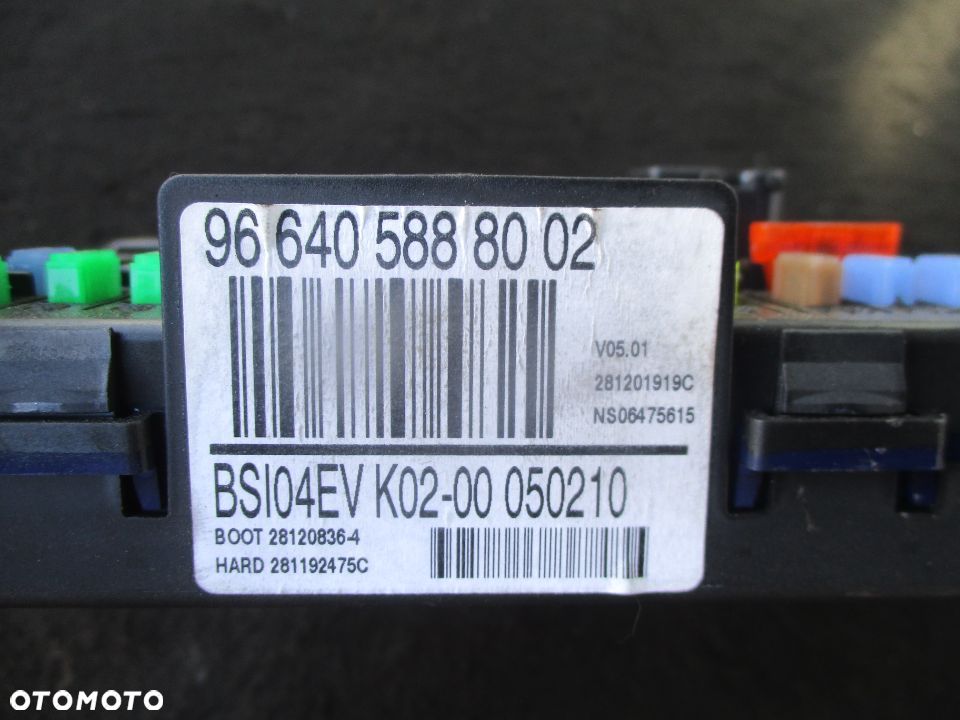 96 640 588 80 02
V05.01
281201919C
NS06475615
BSI04EV K02-00 050210
BOOT 28120836-4
HARD 281192475C
OTOMOTO